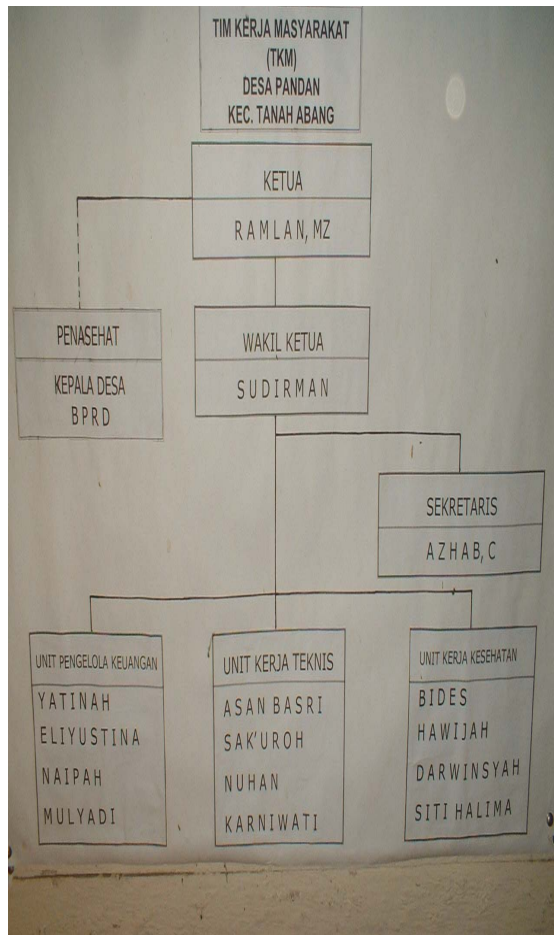 TIM KERJA MASYARAKAT
(TKM)
DESA PANDAN
KEC. TANAH ABANG
KETUA
RAMLAN, MZ
PENASEHAT
KEPALA DESA
BPRD
WAKIL KETUA
SUDIRMAN
SEKRETARIS
AZHAB, C
UNIT PENGELOLA KEUANGAN
YATINAH
ELIYUSTINA
NAIPAH
MULYADI
UNIT KERJA TEKNIS
ASAN BASRI
SAK'UROH
NUHAN
KARNIWATI
UNIT KERJA KESEHATAN
BIDES
HAWIJAH
DARWINSYAH
SITI HALIMA